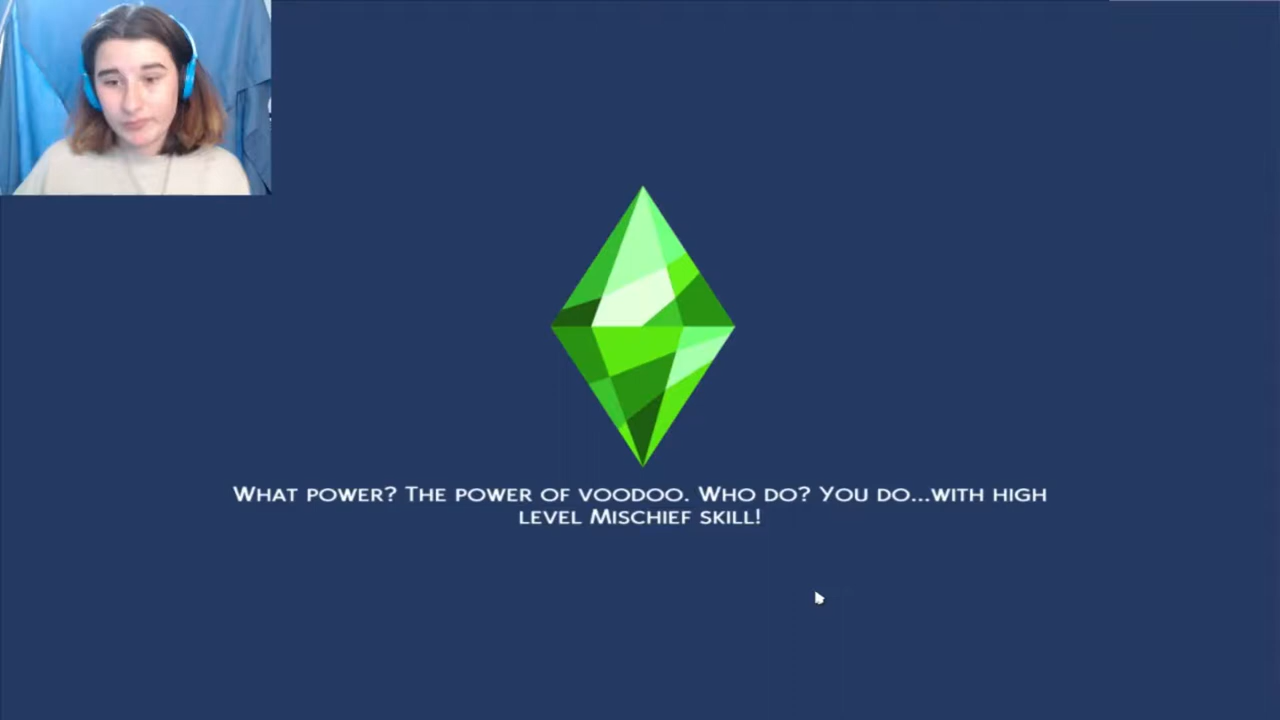 What power? The power of voodoo. Who do? You do...with high
level Mischief skill!